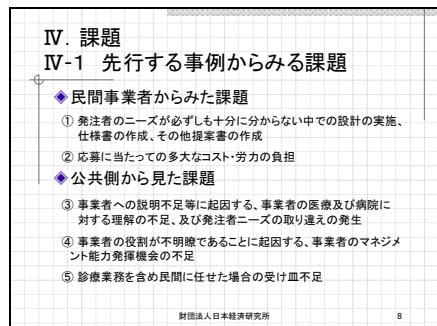 Ⅳ．課題
Ⅳ-1　先行する事例からみる課題
◆民間事業者からみた課題
① 発注者のニーズが必ずしも十分に分からない中での設計の実施、
仕様書の作成、その他提案書の作成
② 応募に当たっての多大なコスト・労力の負担
◆公共側から見た課題
③ 事業者への説明不足等に起因する、事業者の医療及び病院に
対する理解の不足、及び発注者ニーズの取り違えの発生
④ 事業者の役割が不明瞭であることに起因する、事業者のマネジメ
ント能力発揮機会の不足
⑤ 診療業務を含め民間に任せた場合の受け皿不足
財団法人日本経済研究所
8